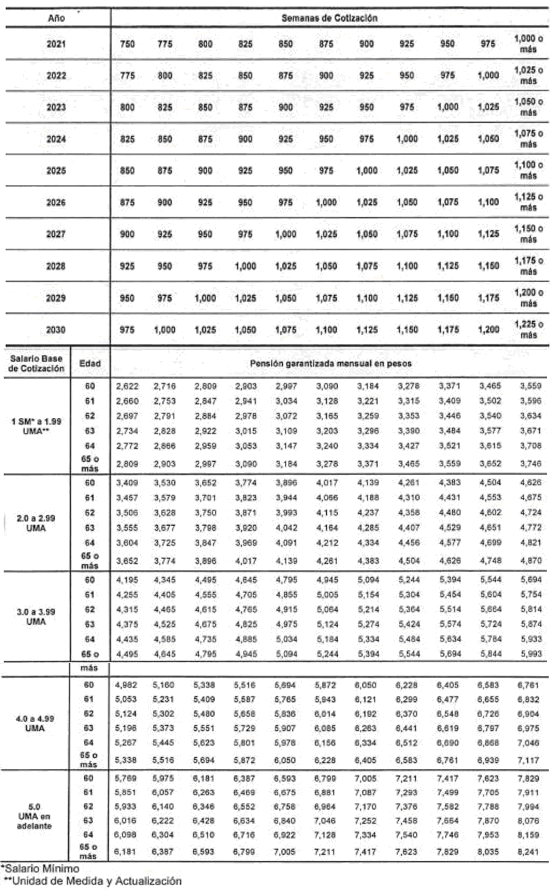 Año Semanas de Cotización
2021 750 775 800 825 850 875 900 925 950 975 1,000 o más
2022 775 800 825 850 875 900 925 950 975 1,000 1,025 o más
2023 800 825 850 875 900 925 950 975 1,000 1,025 1,050 o más
2024 825 850 875 900 925 950 975 1,000 1,025 1,050 1,075 o más
2025 850 875 900 925 950 975 1,000 1,025 1,050 1,075 1,100 o más
2026 875 900 925 950 975 1,000 1,025 1,050 1,075 1,100 1,125 o más
2027 900 925 950 975 1,000 1,025 1,050 1,075 1,100 1,125 1,150 o más
2028 925 950 975 1,000 1,025 1,050 1,075 1,100 1,125 1,150 1,175 o más
2029 950 975 1,000 1,025 1,050 1,075 1,100 1,125 1,150 1,175 1,200 o más
2030 975 1,000 1,025 1,050 1,075 1,100 1,125 1,150 1,175 1,200 1,225 o más
Salario Base de Cotización Edad Pensión garantizada mensual en pesos
1 SM* a 1.99 UMA**
60 2,622 2,716 2,809 2,903 2,997 3,090 3,184 3,278 3,371 3,465 3,559
61 2,660 2,753 2,847 2,941 3,034 3,128 3,221 3,315 3,409 3,502 3,596
62 2,697 2,791 2,884 2,978 3,072 3,165 3,259 3,353 3,446 3,540 3,634
63 2,734 2,828 2,922 3,015 3,109 3,203 3,296 3,390 3,484 3,577 3,671
64 2,772 2,866 2,959 3,053 3,147 3,240 3,334 3,427 3,521 3,615 3,708
65 o más 2,809 2,903 2,997 3,090 3,184 3,278 3,371 3,465 3,559 3,652 3,746
2.0 a 2.99 UMA
60 3,409 3,530 3,652 3,774 3,896 4,017 4,139 4,261 4,383 4,504 4,626
61 3,457 3,579 3,701 3,823 3,944 4,066 4,188 4,310 4,431 4,553 4,675
62 3,506 3,628 3,750 3,871 3,993 4,115 4,237 4,358 4,480 4,602 4,724
63 3,555 3,677 3,798 3,920 4,042 4,164 4,285 4,407 4,529 4,651 4,772
64 3,604 3,725 3,847 3,969 4,091 4,212 4,334 4,456 4,577 4,699 4,821
65 o más 3,652 3,774 3,896 4,017 4,139 4,261 4,383 4,504 4,626 4,748 4,870
3.0 a 3.99 UMA
60 4,195 4,345 4,495 4,645 4,795 4,945 5,094 5,244 5,394 5,544 5,694
61 4,255 4,405 4,555 4,705 4,855 5,005 5,154 5,304 5,454 5,604 5,754
62 4,315 4,465 4,615 4,765 4,915 5,064 5,214 5,364 5,514 5,664 5,814
63 4,375 4,525 4,675 4,825 4,975 5,124 5,274 5,424 5,574 5,724 5,874
64 4,435 4,585 4,735 4,885 5,034 5,184 5,334 5,484 5,634 5,784 5,933
65 o 4,495 4,645 4,795 4,945 5,094 5,244 5,394 5,544 5,694 5,844 5,993
más
4.0 a 4.99 UMA
60 4,982 5,160 5,338 5,516 5,694 5,872 6,050 6,228 6,405 6,583 6,761
61 5,053 5,231 5,409 5,587 5,765 5,943 6,121 6,299 6,477 6,655 6,832
62 5,124 5,302 5,480 5,658 5,836 6,014 6,192 6,370 6,548 6,726 6,904
63 5,196 5,373 5,551 5,729 5,907 6,085 6,263 6,441 6,619 6,797 6,975
64 5,267 5,445 5,623 5,801 5,978 6,156 6,334 6,512 6,690 6,868 7,046
65 o más 5,338 5,516 5,694 5,872 6,050 6,228 6,405 6,583 6,761 6,939 7,117
5.0 UMA en adelante
60 5,769 5,975 6,181 6,387 6,593 6,799 7,005 7,211 7,417 7,623 7,829
61 5,851 6,057 6,263 6,469 6,675 6,881 7,087 7,293 7,499 7,705 7,911
62 5,933 6,140 6,346 6,552 6,758 6,964 7,170 7,376 7,582 7,788 7,994
63 6,016 6,222 6,428 6,634 6,840 7,046 7,252 7,458 7,664 7,870 8,076
64 6,098 6,304 6,510 6,716 6,922 7,128 7,334 7,540 7,746 7,953 8,159
65 o más 6,181 6,387 6,593 6,799 7,005 7,211 7,417 7,623 7,829 8,035 8,241
*Salario Mínimo
**Unidad de Medida y Actualización